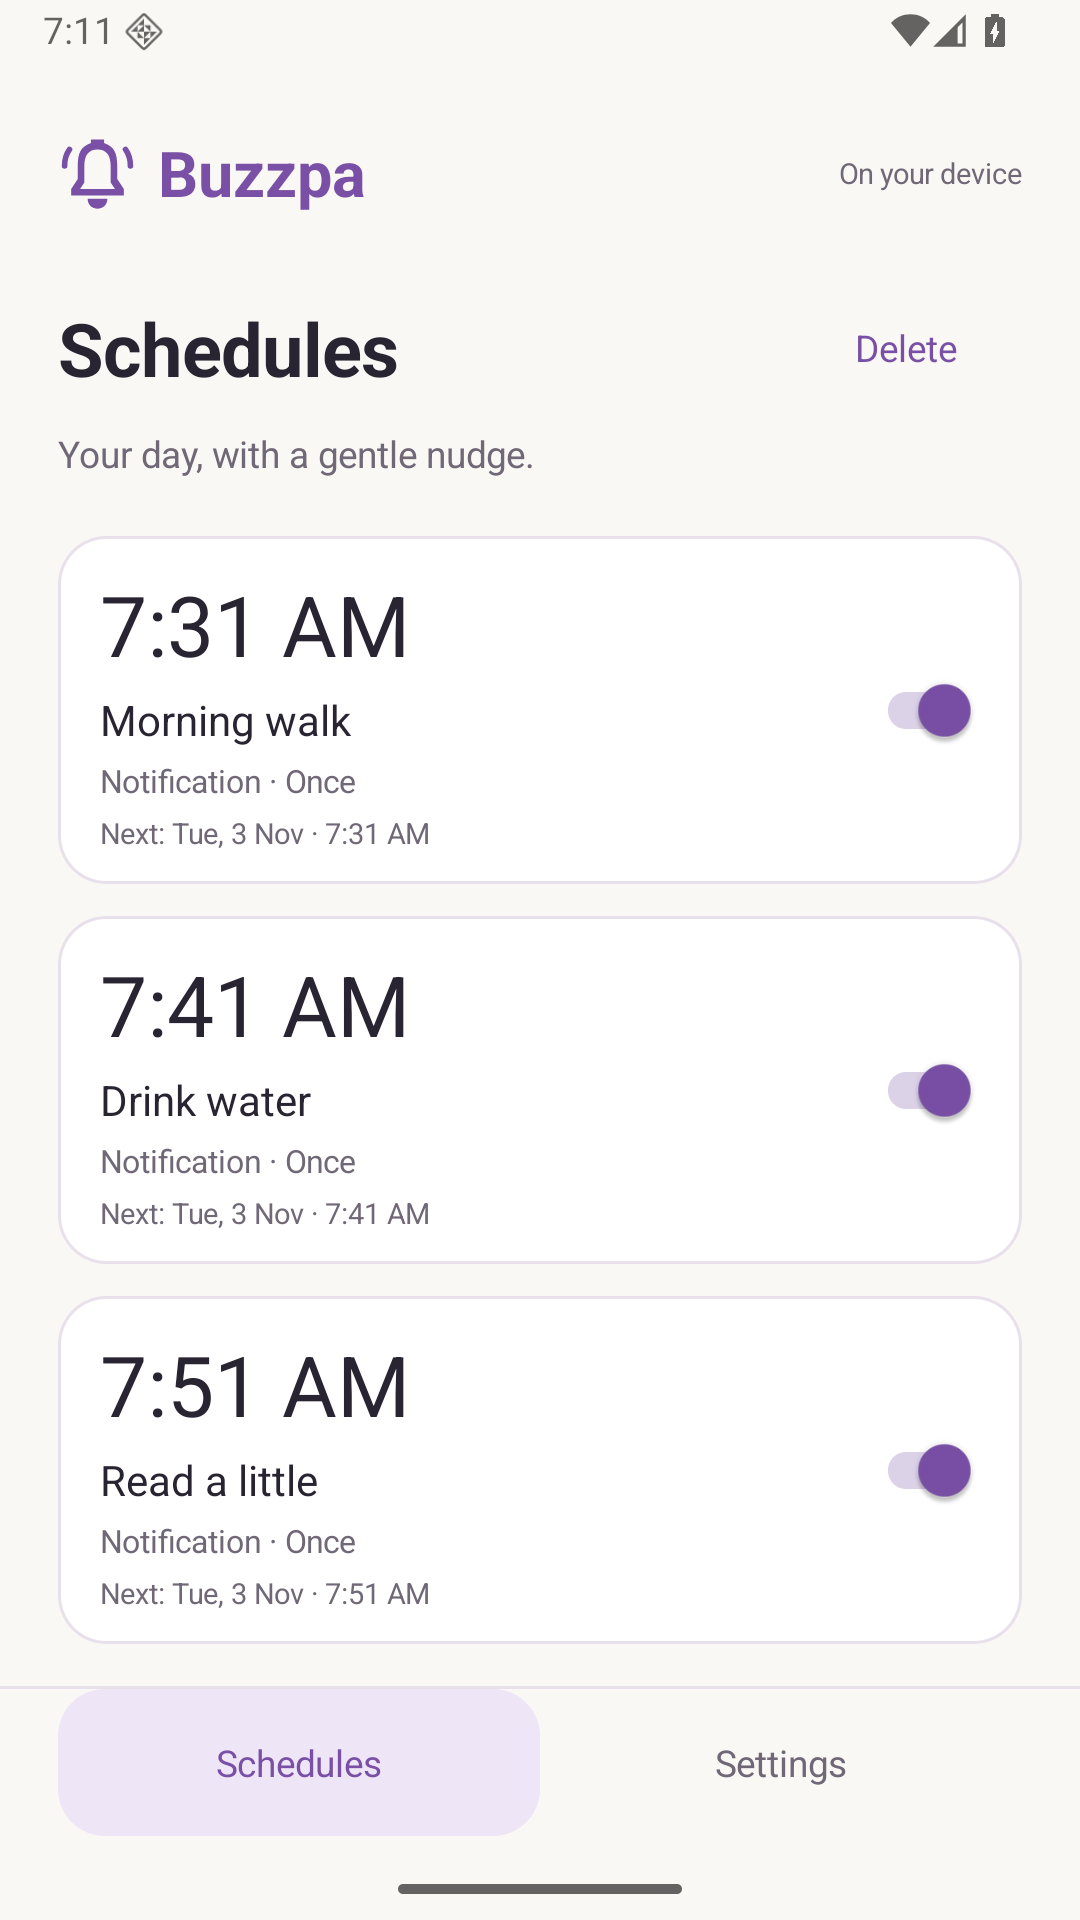 7:11
Buzzpa
On your device
Schedules
Delete
Your day, with a gentle nudge.
7:31 AM
Morning walk
Notification · Once
Next: Tue, 3 Nov · 7:31 AM
7:41 AM
Drink water
Notification · Once
Next: Tue, 3 Nov · 7:41 AM
7:51 AM
Read a little
Notification · Once
Next: Tue, 3 Nov · 7:51 AM
Schedules
Settings